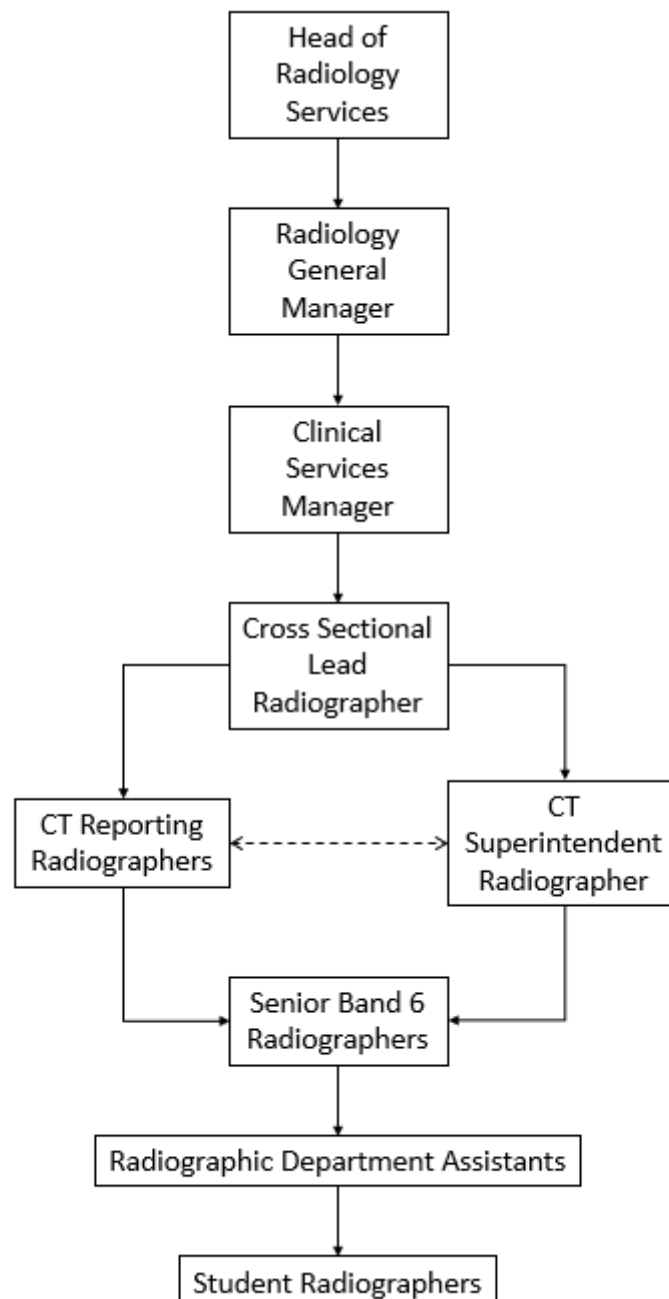 Head of
Radiology
Services
Radiology
General
Manager
Clinical
Services
Manager
Cross Sectional
Lead
Radiographer
CT Reporting
Radiographers
CT
Superintendent
Radiographer
Senior Band 6
Radiographers
Radiographic Department Assistants
Student Radiographers